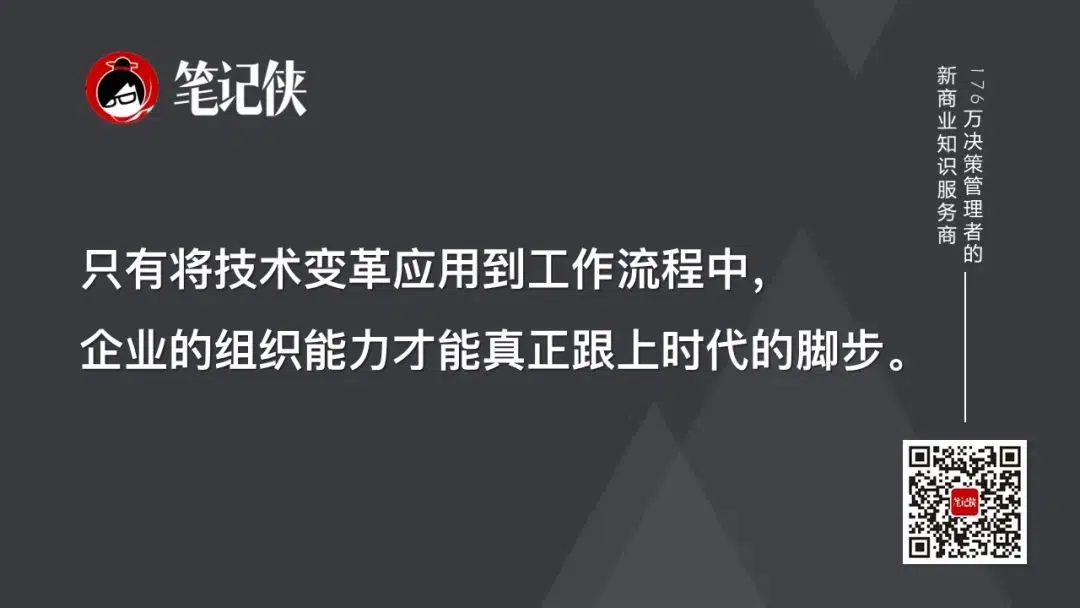 笔记侠
176万决策管理者的
新商业知识服务商
只有将技术变革应用到工作流程中，
企业的组织能力才能真正跟上时代的脚步。
笔记侠